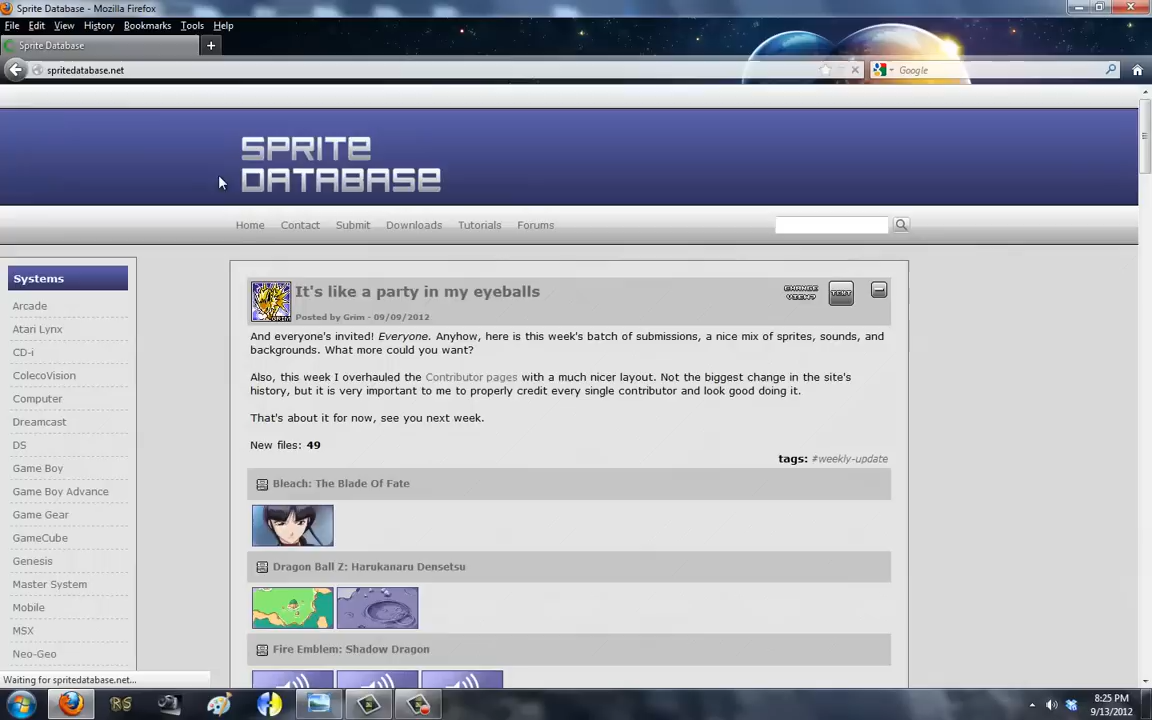 Sprite Database - Mozilla Firefox
File Edit View History Bookmarks Tools Help
Sprite Database
spritedatabase.net
Google
SPRITE
DATABASE
Home Contact Submit Downloads Tutorials Forums
Systems
Arcade
Atari Lynx
CD-i
ColecoVision
Computer
Dreamcast
DS
Game Boy
Game Boy Advance
Game Gear
GameCube
Genesis
Master System
Mobile
MSX
Neo-Geo
It's like a party in my eyeballs
CHANGE
VIEW?
TEXT
GRIM
Posted by Grim - 09/09/2012
And everyone's invited! Everyone. Anyhow, here is this week's batch of submissions, a nice mix of sprites, sounds, and
backgrounds. What more could you want?
Also, this week I overhauled the Contributor pages with a much nicer layout. Not the biggest change in the site's
history, but it is very important to me to properly credit every single contributor and look good doing it.
That's about it for now, see you next week.
New files: 49
tags: #weekly-update
Bleach: The Blade Of Fate
Dragon Ball Z: Harukanaru Densetsu
Fire Emblem: Shadow Dragon
Waiting for spritedatabase.net...
RS
8:25 PM
9/13/2012